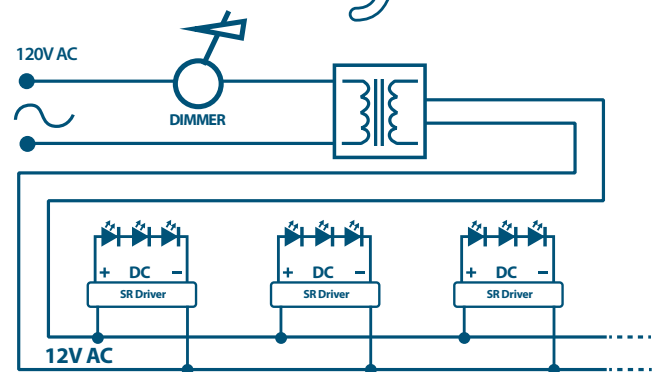 120V AC
DIMMER
+ DC −
SR Driver
+ DC −
SR Driver
+ DC −
SR Driver
12V AC